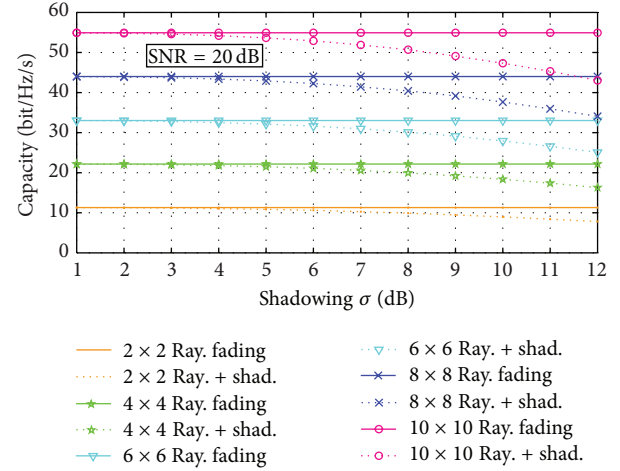 60
50
40
30
20
10
0
Capacity (bit/Hz/s)
SNR = 20 dB
1 2 3 4 5 6 7 8 9 10 11 12
Shadowing σ (dB)
2 × 2 Ray. fading
2 × 2 Ray. + shad.
4 × 4 Ray. fading
4 × 4 Ray. + shad.
6 × 6 Ray. fading
6 × 6 Ray. + shad.
8 × 8 Ray. fading
8 × 8 Ray. + shad.
10 × 10 Ray. fading
10 × 10 Ray. + shad.